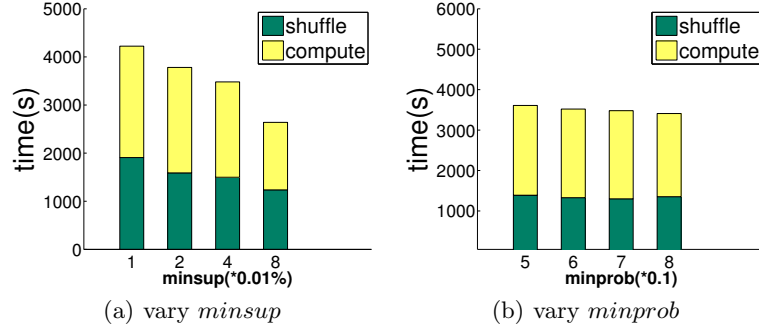 5000
4000
3000
2000
1000
0
time(s)
shuffle
compute
1 2 4 8
minsup(*0.01%)
(a) vary minsup
6000
5000
4000
3000
2000
1000
time(s)
shuffle
compute
5 6 7 8
minprob(*0.1)
(b) vary minprob